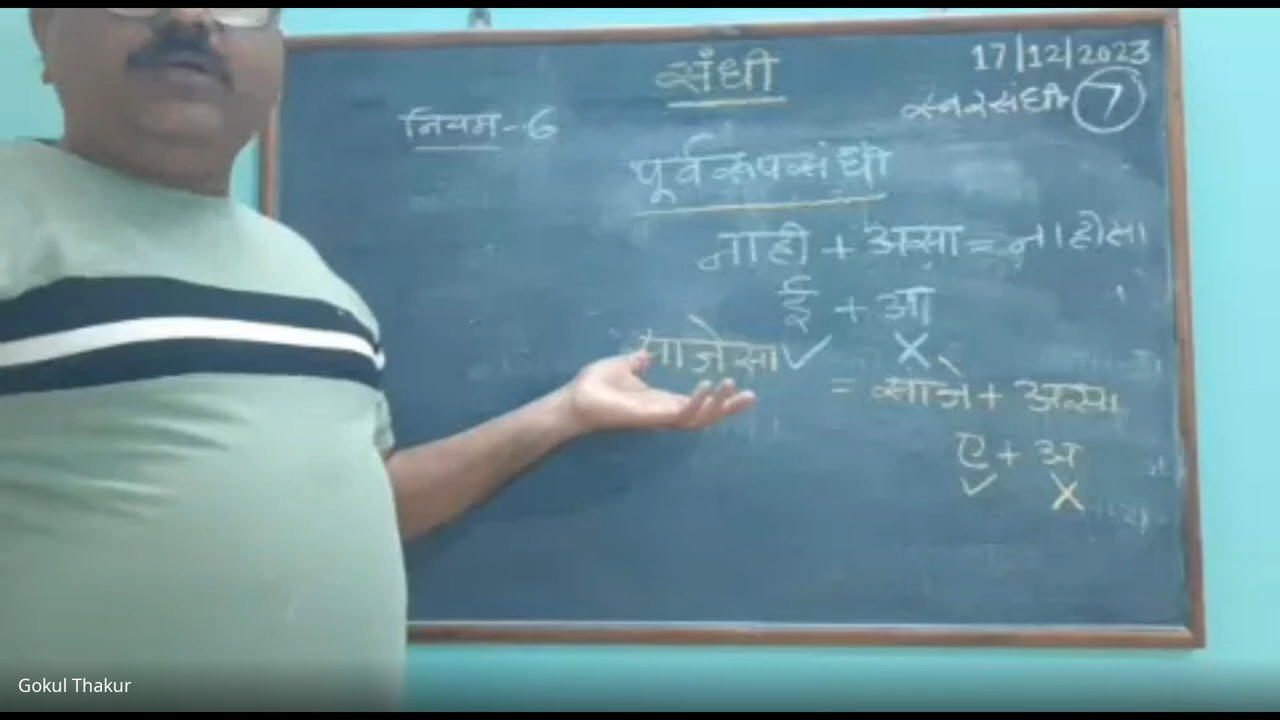 संधी
17/12/2023
स्वरसंधी 7
नियम-6
पूर्वरूपसंधी
नाही + असा = नाहीसा
ई + आ
साजेसा ✓ X
= साजे + असा
ए + अ
✓ X
Gokul Thakur